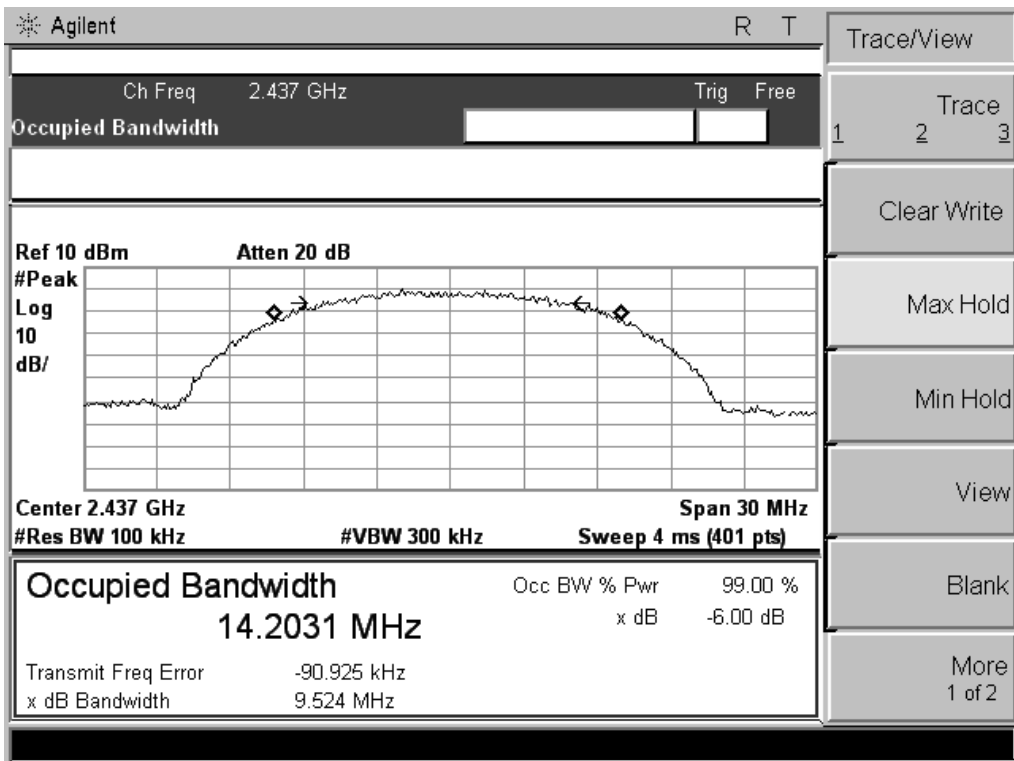 Agilent R T
Ch Freq 2.437 GHz Trig Free
Occupied Bandwidth
Ref 10 dBm Atten 20 dB
#Peak
Log
10
dB/
Center 2.437 GHz Span 30 MHz
#Res BW 100 kHz #VBW 300 kHz Sweep 4 ms (401 pts)
Occupied Bandwidth
14.2031 MHz
Occ BW % Pwr 99.00 %
x dB -6.00 dB
Transmit Freq Error -90.925 kHz
x dB Bandwidth 9.524 MHz
Trace/View
Trace
1 2 3
Clear Write
Max Hold
Min Hold
View
Blank
More
1 of 2